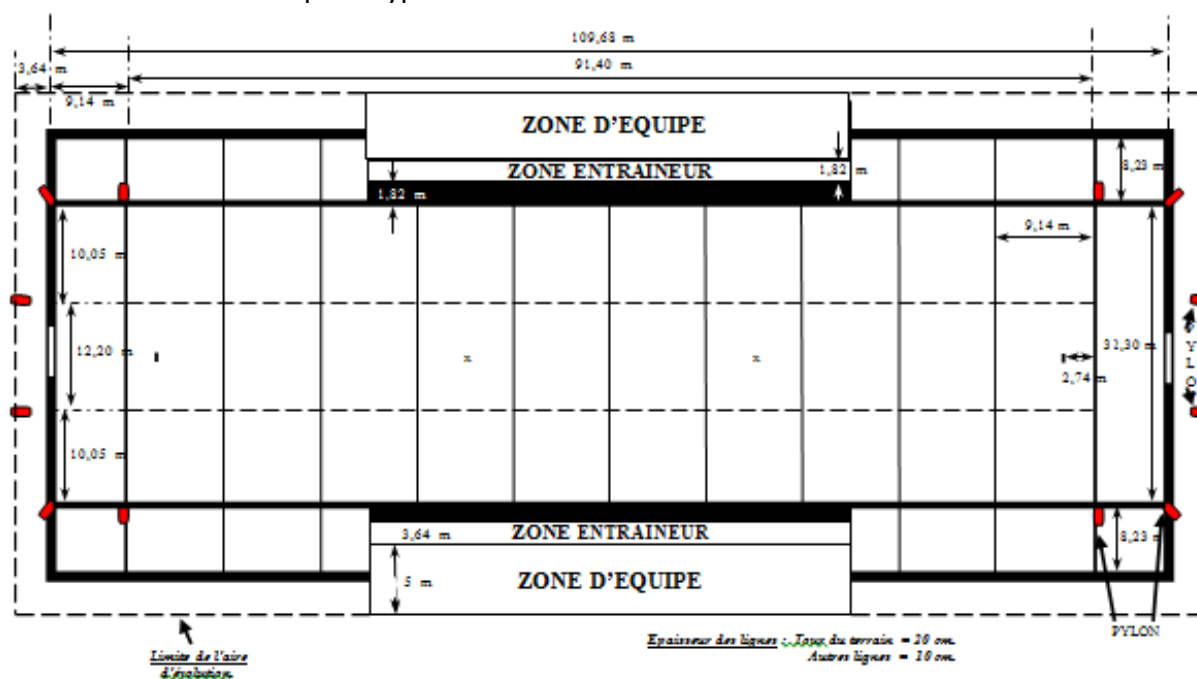 109,68 m
3,64 m
91,40 m
9,14 m
ZONE D'EQUIPE
ZONE ENTRAINEUR
1,82 m
8,23 m
1,82 m
9,14 m
10,05 m
12,20 m
x
x
32,30 m
2,74 m
PYLO
10,05 m
3,64 m
ZONE ENTRAINEUR
8,23 m
5 m
ZONE D'EQUIPE
PYLON
Limite de l'aire
d'évolution
Epaisseur des lignes : Tour du terrain = 20 cm.
Autres lignes = 10 cm.